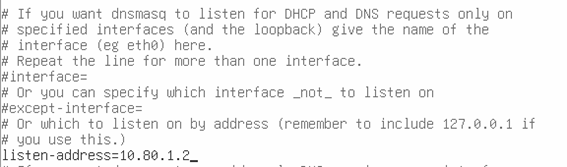 # If you want dnsmasq to listen for DHCP and DNS requests only on
# specified interfaces (and the loopback) give the name of the
# interface (eg eth0) here.
# Repeat the line for more than one interface.
#interface=
# Or you can specify which interface _not_ to listen on
#except-interface=
# Or which to listen on by address (remember to include 127.0.0.1 if
# you use this.)
listen-address=10.80.1.2_